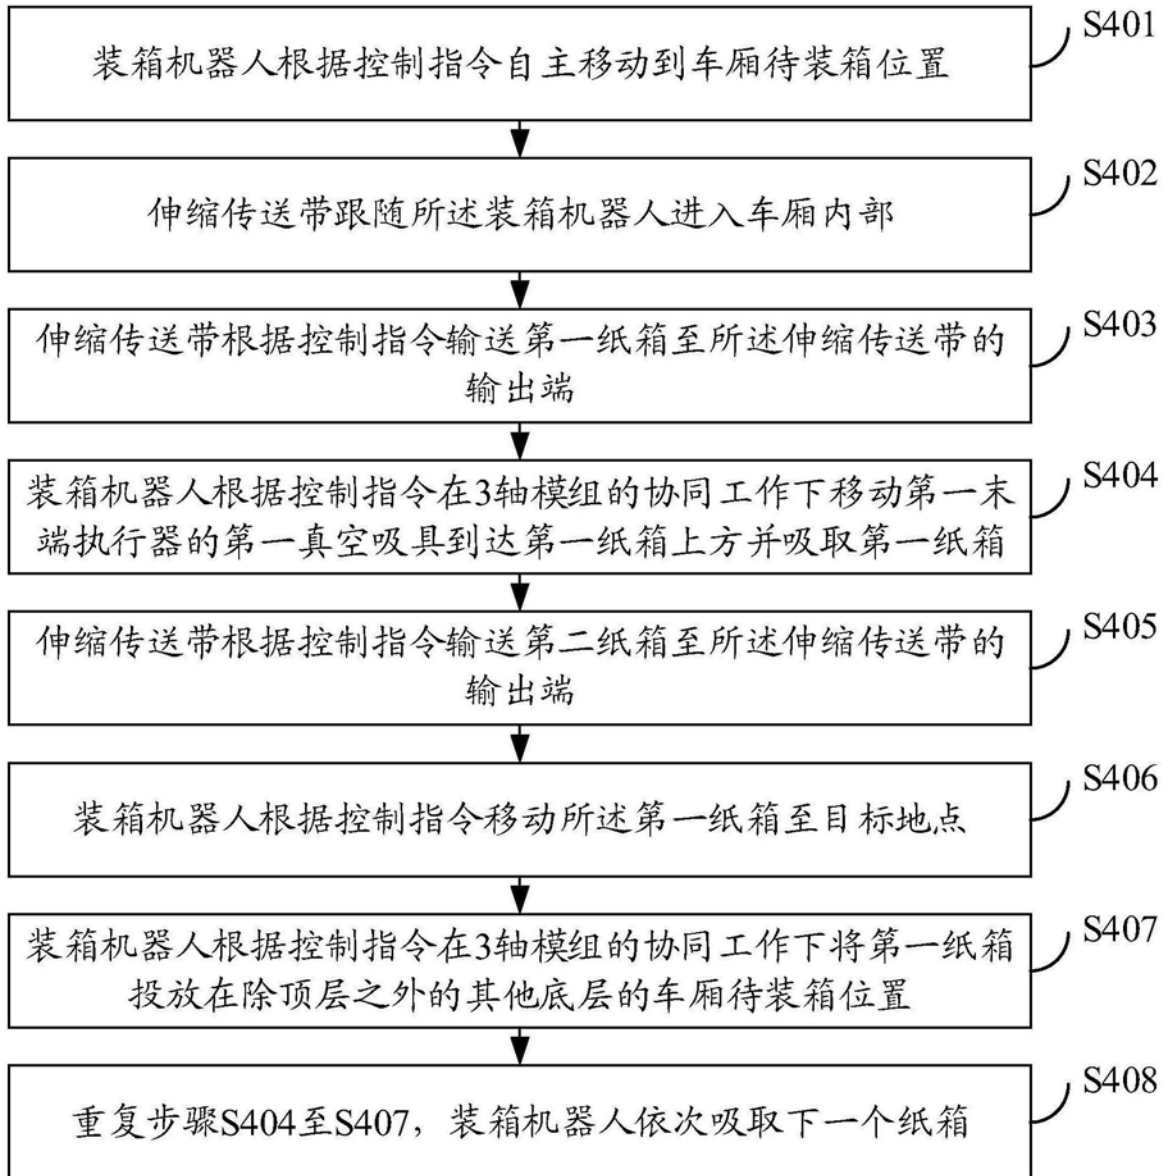 装箱机器人根据控制指令自主移动到车厢待装箱位置
S401
伸缩传送带跟随所述装箱机器人进入车厢内部
S402
伸缩传送带根据控制指令输送第一纸箱至所述伸缩传送带的
输出端
S403
装箱机器人根据控制指令在3轴模组的协同工作下移动第一末
端执行器的第一真空吸具到达第一纸箱上方并吸取第一纸箱
S404
伸缩传送带根据控制指令输送第二纸箱至所述伸缩传送带的
输出端
S405
装箱机器人根据控制指令移动所述第一纸箱至目标地点
S406
装箱机器人根据控制指令在3轴模组的协同工作下将第一纸箱
投放在除顶层之外的其他底层的车厢待装箱位置
S407
重复步骤S404至S407，装箱机器人依次吸取下一个纸箱
S408